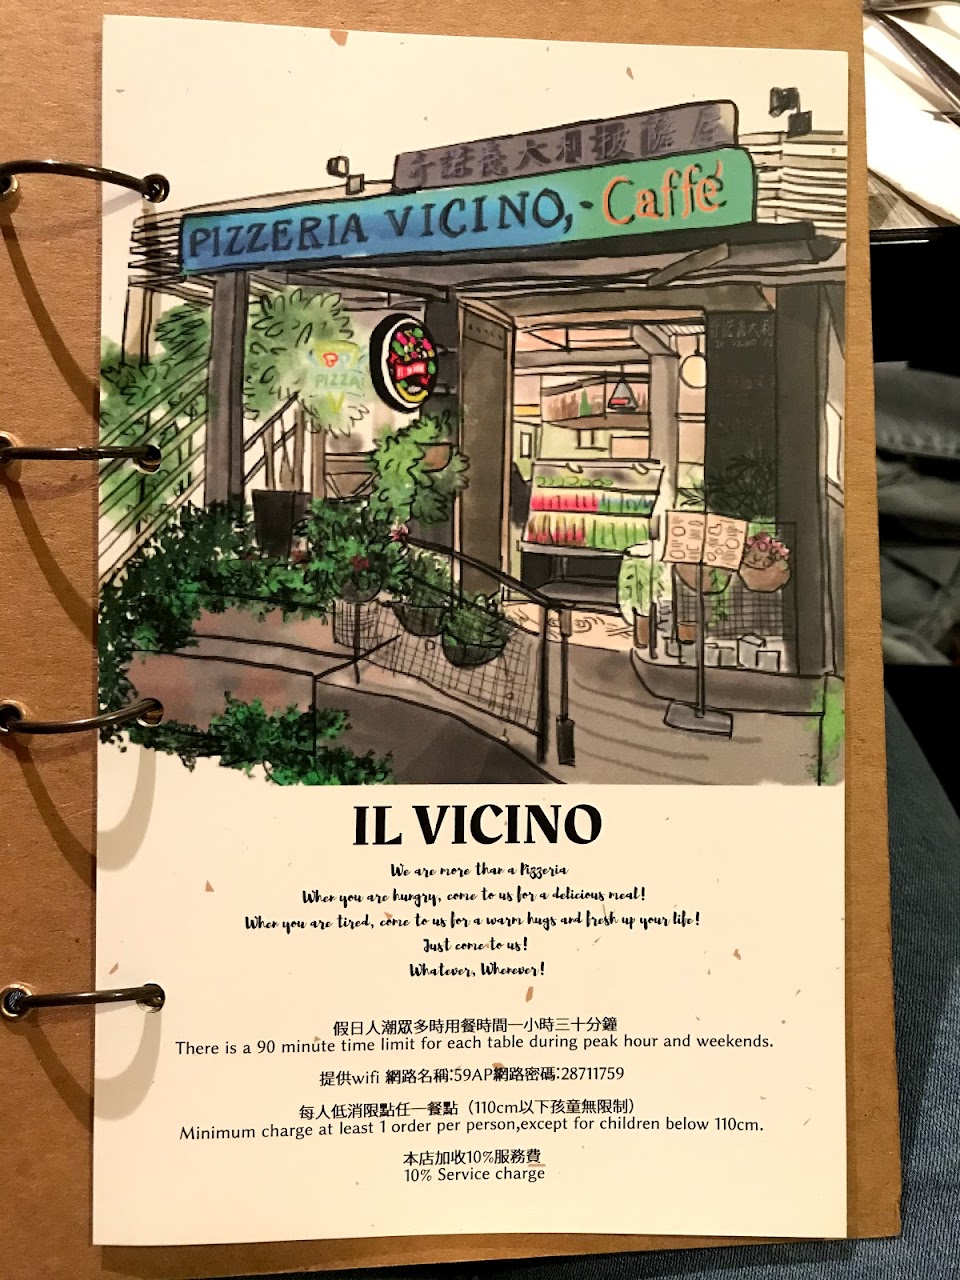 奇諾義大利披薩屋
PIZZERIA VICINO,-Caffé
PIZZA
IL VICINO
We are more than a Pizzeria
When you are hungry, come to us for a delicious meal!
When you are tired, come to us for a warm hugs and fresh up your life!
Just come to us!
Whatever, Whenever!
假日人潮眾多時用餐時間一小時三十分鐘
There is a 90 minute time limit for each table during peak hour and weekends.
提供wifi 網路名稱:59AP網路密碼:28711759
每人低消限點任一餐點（110cm以下孩童無限制）
Minimum charge at least 1 order per person,except for children below 110cm.
本店加收10%服務費
10% Service charge